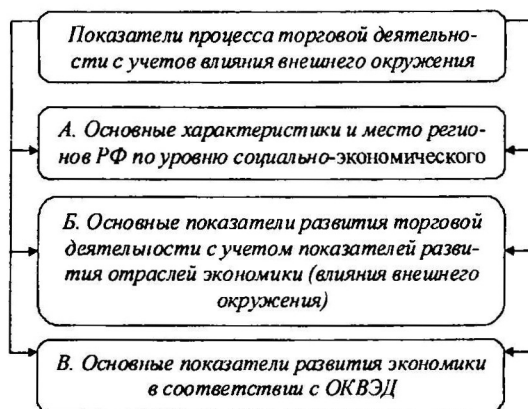 Показатели процесса торговой деятельно-
сти с учетов влияния внешнего окружения
А. Основные характеристики и место регио-
нов РФ по уровню социально-экономического
Б. Основные показатели развития торговой
деятельности с учетом показателей разви-
тия отраслей экономики (влияния внешнего
окружения)
В. Основные показатели развития экономики
в соответствии с ОКВЭД